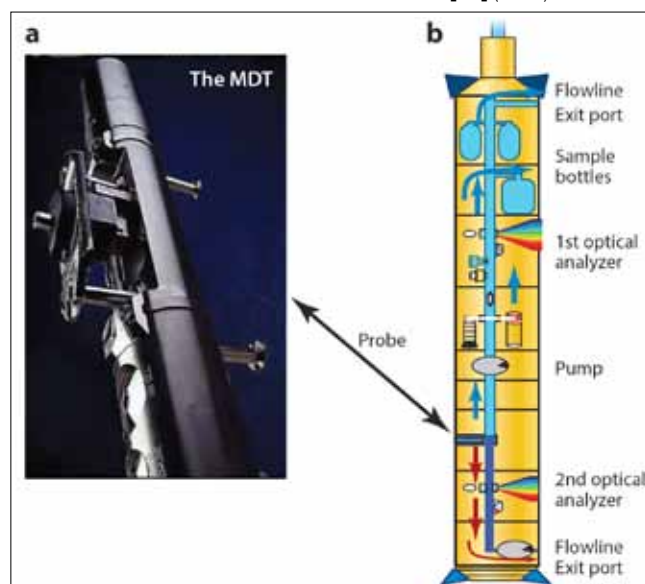 a
The MDT
Probe
b
Flowline
Exit port
Sample
bottles
1st optical
analyzer
Pump
2nd optical
analyzer
Flowline
Exit port